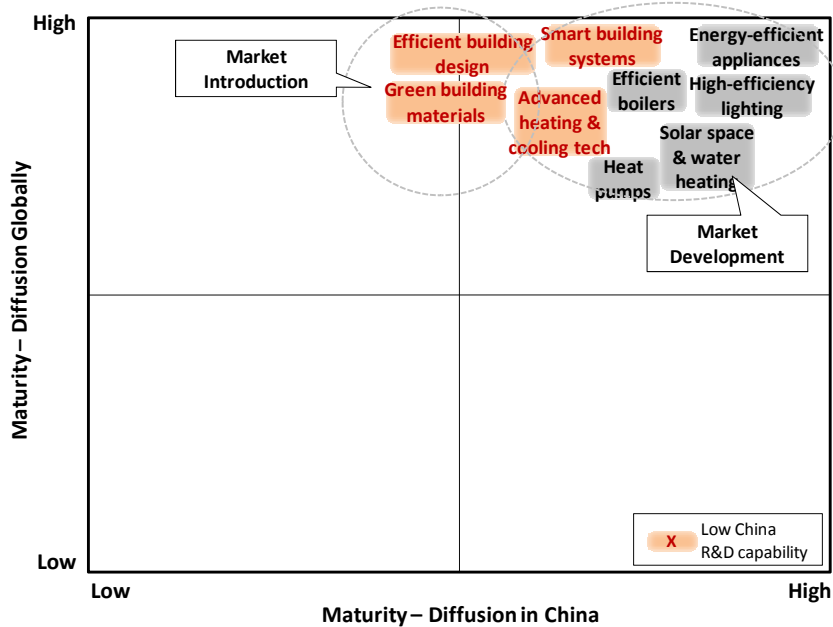 High
Market
Introduction
Efficient building
design
Green building
materials
Smart building
systems
Advanced
heating &
cooling tech
Efficient
boilers
Energy-efficient
appliances
High-efficiency
lighting
Solar space
& water
heating
Heat
pumps
Market
Development
Maturity – Diffusion Globally
X
Low China
R&D capability
Low
Low
High
Maturity – Diffusion in China